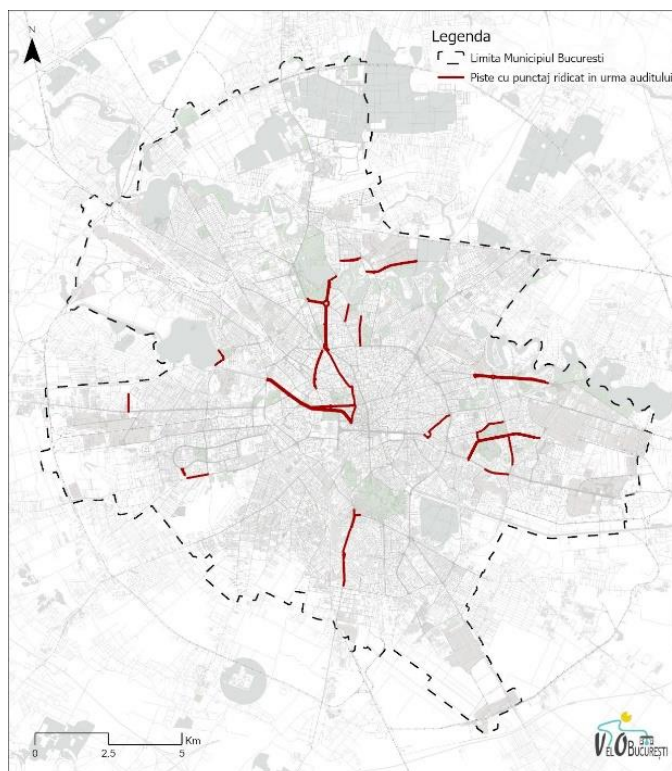 N
Legenda
Limita Municipiul Bucuresti
Piste cu punctaj ridicat in urma auditului
Km
0 2.5 5
VELO BUCUREȘTI